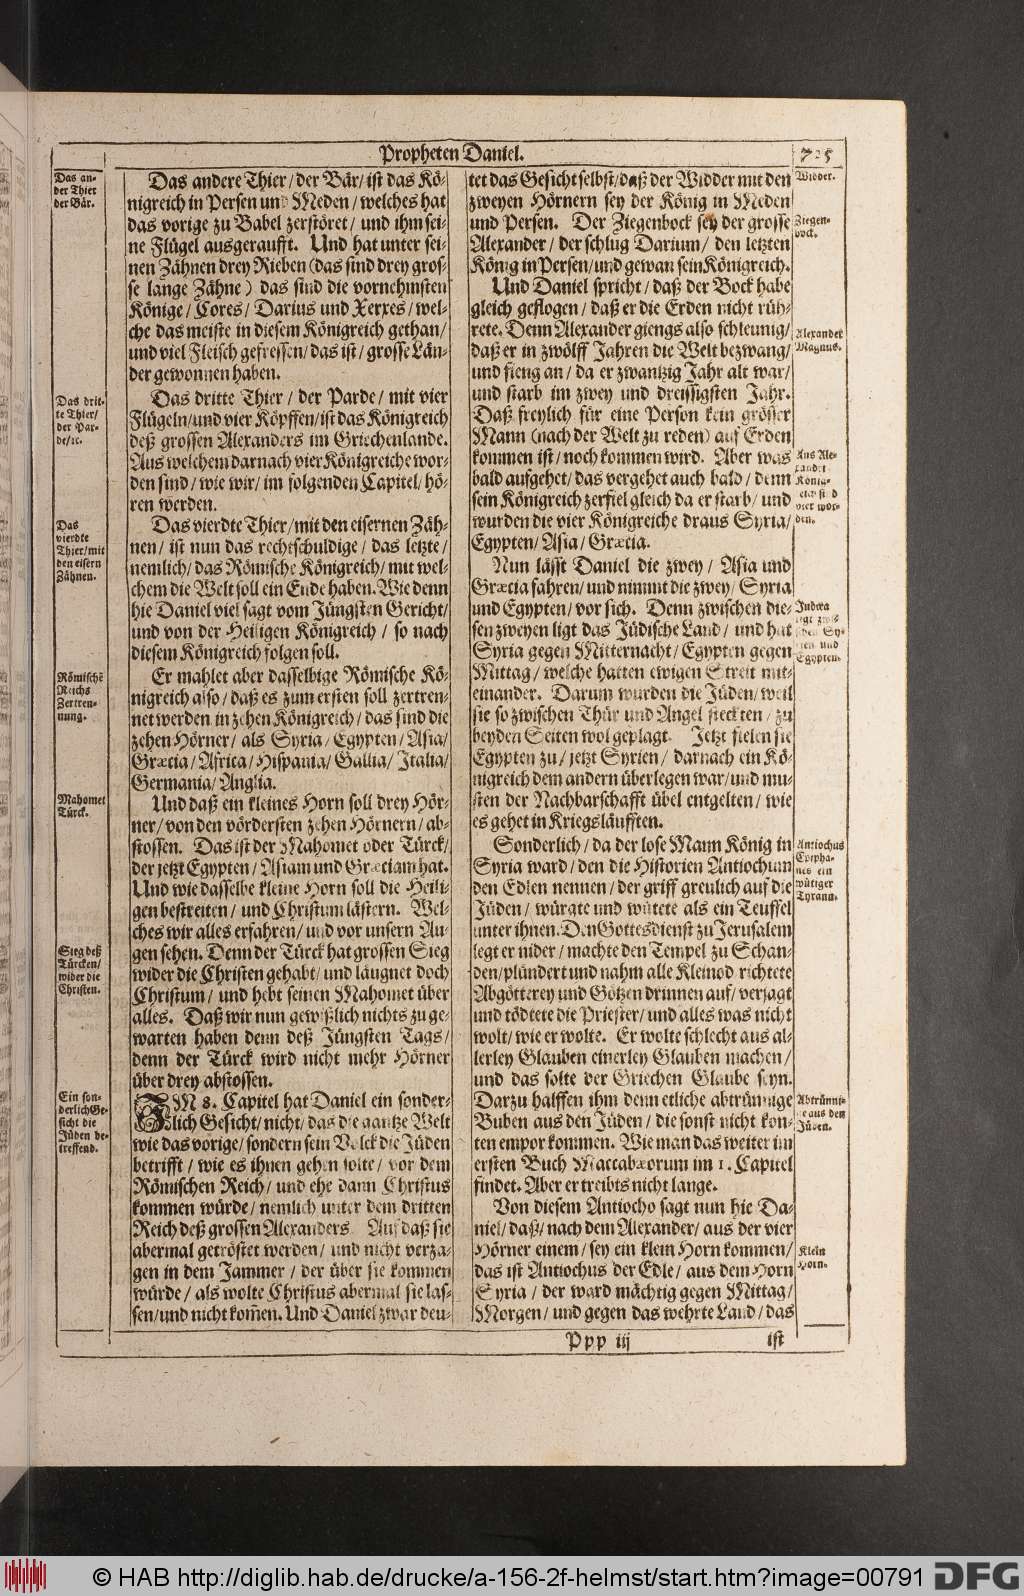 Propheten Daniel.
Das an-
der Thier
der Bär.
Das drit-
te Thier/
der Par-
de/ꝛc.
Das
vierdte
Thier/mit
den eisern
Zähnen.
Römischē
Reichs
Zertren-
nung.
Mahomet
Türck.
Sieg deß
Türcken/
wider die
Christen.
Ein son-
derlich Ge-
sicht die
Jüden be-
treffend.
Das andere Thier/der Bär/ist das Kö-
nigreich in Persen und Meden/welches hat
das vorige zu Babel zerstöret/ und ihm sei-
ne Flügel ausgeraufft. Und hat unter sei-
nen Zähnen drey Rieben (das sind drey gros-
se lange Zähne) das sind die vornehmsten
Könige/ Cores/ Darius und Xerxes/ wel-
che das meiste in diesem Königreich gethan/
und viel Fleisch gefressen/das ist/grosse Län-
der gewonnen haben.
Das dritte Thier/ der Parde/ mit vier
Flügeln/und vier Köpffen/ist das Königreich
deß grossen Alexanders im Griechenlande.
Aus welchem darnach vier Königreiche wor-
den sind/ wie wir/ im folgenden Capitel/ hö-
ren werden.
Das vierdte Thier/mit den eisernen Zäh-
nen/ ist nun das rechtschuldige/ das letzte/
nemlich/ das Römische Königreich/ mit wel-
chem die Welt soll ein Ende haben. Wie denn
hie Daniel viel sagt vom Jüngsten Gericht/
und von der Heiligen Königreich/ so nach
diesem Königreich folgen soll.
Er mahlet aber dasselbige Römische Kö-
nigreich also/ daß es zum ersten soll zertren-
net werden in zehen Königreich/ das sind die
zehen Hörner/ als Syria/ Egypten/ Asia/
Græcia/ Africa/ Hispania/ Gallia/ Italia/
Germania/ Anglia.
Und daß ein kleines Horn soll drey Hör-
ner/ von den vördersten zehen Hörnern/ ab-
stossen. Das ist der Mahomet oder Türck/
der jetzt Egypten/ Asiam und Græciam hat.
Und wie dasselbe kleine Horn soll die Heili-
gen bestreiten/ und Christum lästern. Wel-
ches wir alles erfahren/ und vor unsern Au-
gen sehen. Denn der Türck hat grossen Sieg
wider die Christen gehabt/ und läugnet doch
Christum/ und hebt seinen Mahomet über
alles. Daß wir nun gewißlich nichts zu ge-
warten haben denn deß Jüngsten Tags/
denn der Türck wird nicht mehr Hörner
über drey abstossen.
IM 8. Capitel hat Daniel ein sonder-
lich Gesicht/ nicht/ das die gantze Welt
wie das vorige/ sondern sein Volck die Jüden
betrifft/ wie es ihnen gehen solte/ vor dem
Römischen Reich/ und ehe dann Christus
kommen würde/ nemlich unter dem dritten
Reich deß grossen Alexanders. Auf daß sie
abermal getröstet werden/ und nicht verza-
gen in dem Jammer/ der über sie kommen
würde/ als wolte Christus abermal sie las-
sen/und nicht kom̃en. Und Daniel zwar deu-
tet das Gesicht selbst/daß der Widder mit den
zweyen Hörnern sey der König in Meden
und Persen. Der Ziegenbock sey der grosse
Alexander/ der schlug Darium/ den letzten
König in Persen/und gewan sein Königreich.
Und Daniel spricht/ daß der Bock habe
gleich geflogen/ daß er die Erden nicht rüh-
rete. Denn Alexander giengs also schleunig/
daß er in zwölff Jahren die Welt bezwang/
und fieng an/ da er zwantzig Jahr alt war/
und starb im zwey und dreissigsten Jahr.
Daß freylich für eine Person kein grösser
Mann (nach der Welt zu reden) auf Erden
kommen ist/ noch kommen wird. Aber was
bald aufgehet/ das vergehet auch bald/ denn
sein Königreich zerfiel gleich da er starb/ und
wurden die vier Königreiche draus Syria/
Egypten/ Asia/ Græcia.
Nun lässt Daniel die zwey/ Asia und
Græcia fahren/ und nimmt die zwey/ Syria
und Egypten/ vor sich. Denn zwischen die-
sen zweyen ligt das Jüdische Land/ und hat
Syria gegen Mitternacht/ Egypten gegen
Mittag/ welche hatten ewigen Streit mit-
einander. Darum wurden die Jüden/ weil
sie so zwischen Thür und Angel steckten/ zu
beyden Seiten wol geplagt. Jetzt fielen sie
Egypten zu/ jetzt Syrien/ darnach ein Kö-
nigreich dem andern überlegen war/ und mu-
sten der Nachbarschafft übel entgelten/ wie
es gehet in Kriegsläufften.
Sonderlich/ da der lose Mann König in
Syria ward/ den die Historien Antiochum
den Edlen nennen/ der griff greulich auf die
Jüden/ würgte und wütete als ein Teuffel
unter ihnen. Den Gottesdienst zu Jerusalem
legt er nider/ machte den Tempel zu Schan-
den/plündert und nahm alle Kleinod richtete
Abgötterey und Götzen drinnen auf/ verjagt
und tödtete die Priester/ und alles was nicht
wolt/ wie er wolte. Er wolte schlecht aus al-
lerley Glauben einerley Glauben machen/
und das solte der Griechen Glaube seyn.
Darzu halffen ihm denn etliche abtrünnige
Buben aus den Jüden/ die sonst nicht kon-
ten empor kommen. Wie man das weiter im
ersten Buch Maccabæorum im 1. Capitel
findet. Aber er treibts nicht lange.
Von diesem Antiocho sagt nun hie Da-
niel/ daß/ nach dem Alexander/ aus der vier
Hörner einem/ sey ein klein Horn kommen/
das ist Antiochus der Edle/ aus dem Horn
Syria/ der ward mächtig gegen Mittag/
Morgen/ und gegen das wehrte Land/ das
Widder.
Ziegen-
bock.
Alexander
Magnus.
Aus Ale-
xander
König-
reich sind
vier wor-
den.
Judæa
ligt zwi-
schen Sy-
rien und
Egypten.
Antiochus
Epipha-
nes ein
wütiger
Tyrann.
Abtrünni-
ge aus den
Jüden.
Klein
Horn.
Ppp iij
ist
© HAB http://diglib.hab.de/drucke/a-156-2f-helmst/start.htm?image=00791
DFG